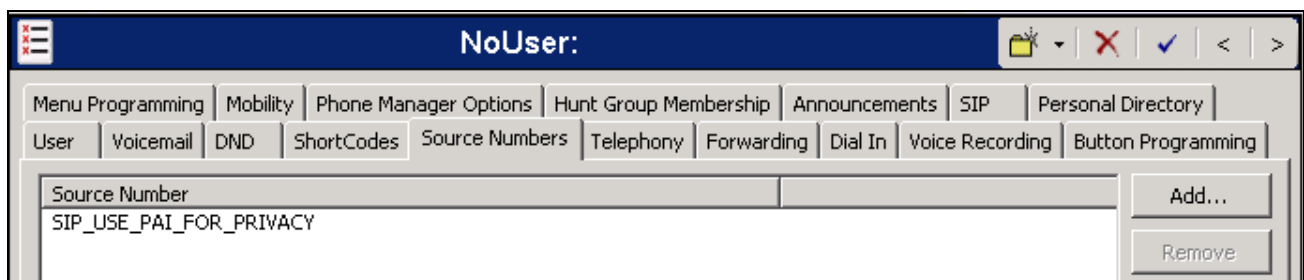 NoUser:
< >
Menu Programming Mobility Phone Manager Options Hunt Group Membership Announcements SIP Personal Directory
User Voicemail DND ShortCodes Source Numbers Telephony Forwarding Dial In Voice Recording Button Programming
Source Number
Add...
SIP_USE_PAI_FOR_PRIVACY
Remove